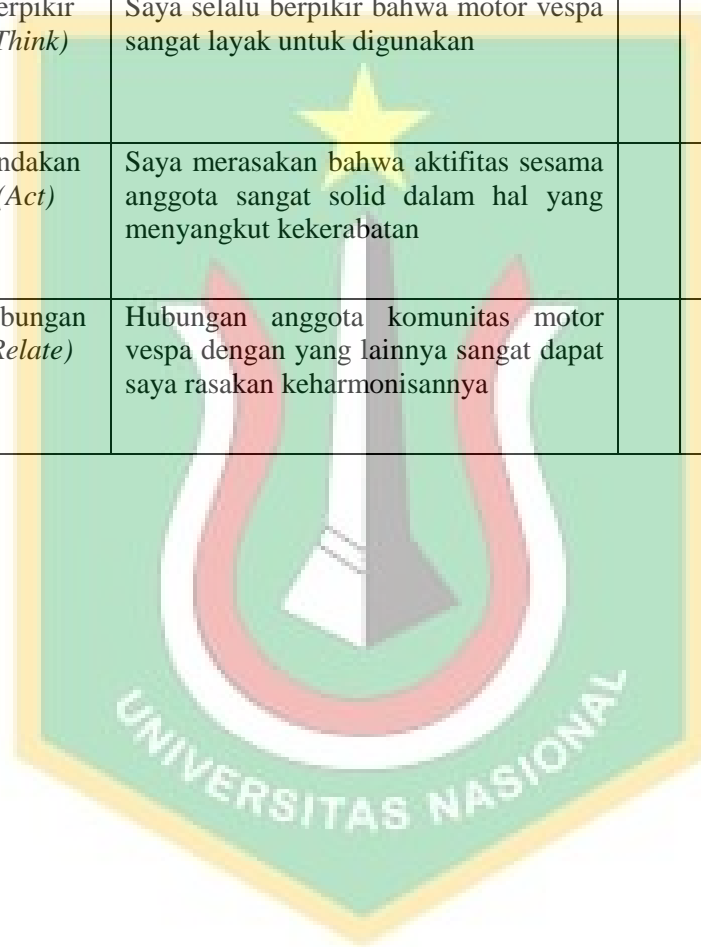 Saya selalu berpikir bahwa motor vespa
(Think) sangat layak untuk digunakan
Saya merasakan bahwa aktifitas sesama
(Act) anggota sangat solid dalam hal yang
menyangkut kekerabatan
Hubungan anggota komunitas motor
vespa dengan yang lainnya sangat dapat
saya rasakan keharmonisannya
UNIVERSITAS NASIONAL